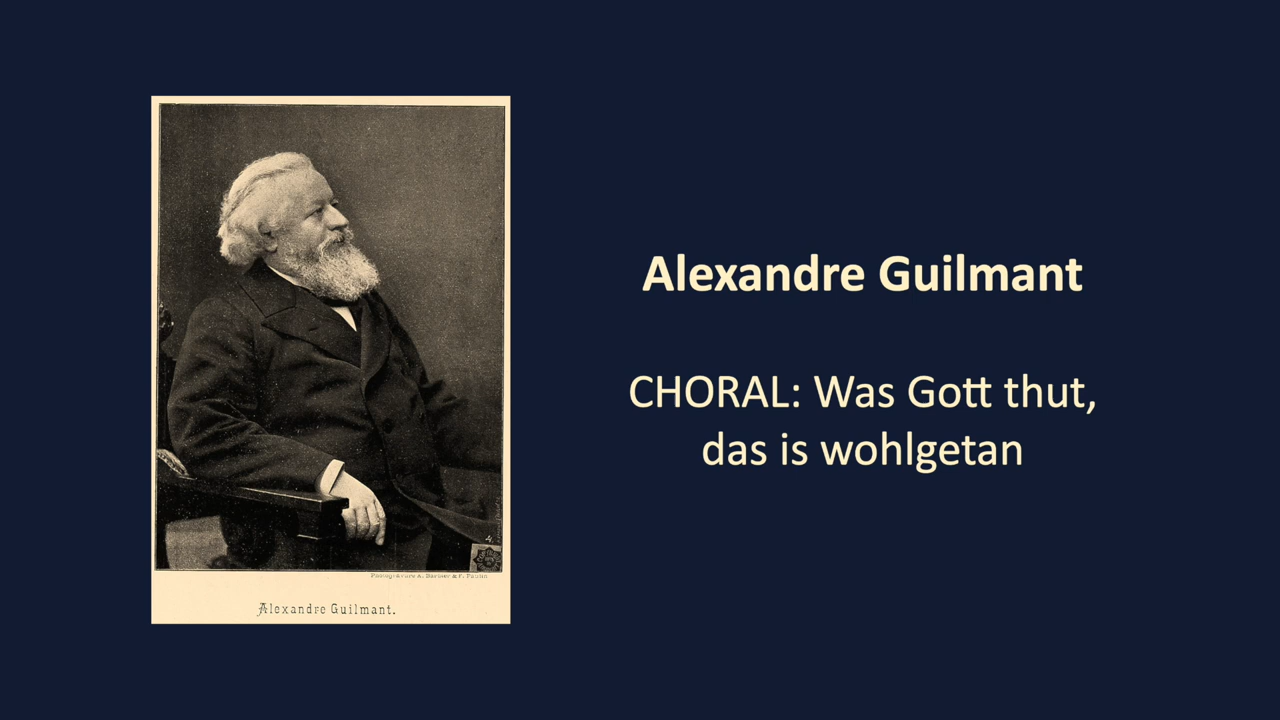 Alexandre Guilmant
CHORAL: Was Gott thut,
das is wohlgetan
Alexandre Guilmant.